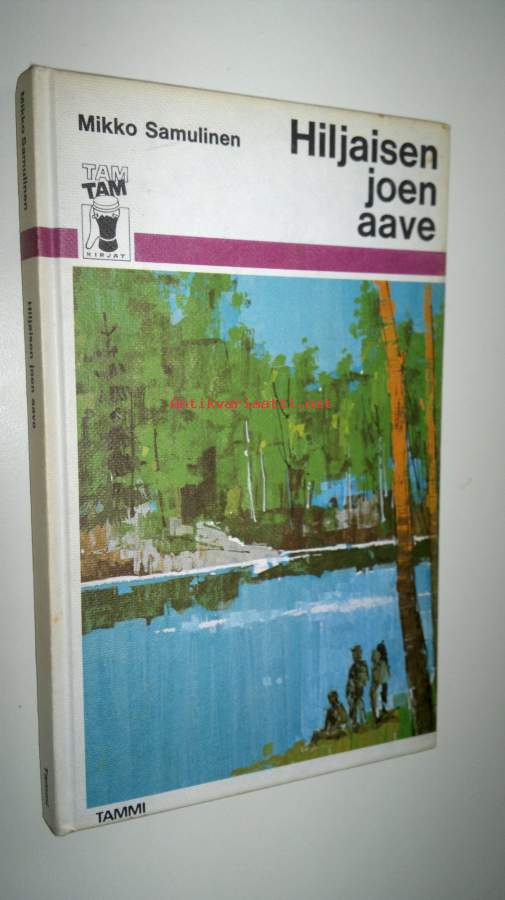 Mikko Samulinen
Hiljaisen
joen
aave
TAM
TAM
KIRJAT
antikvariaatti.net
TAMMI
Mikko Samulinen
Hiljaisen joen aave
Tammi